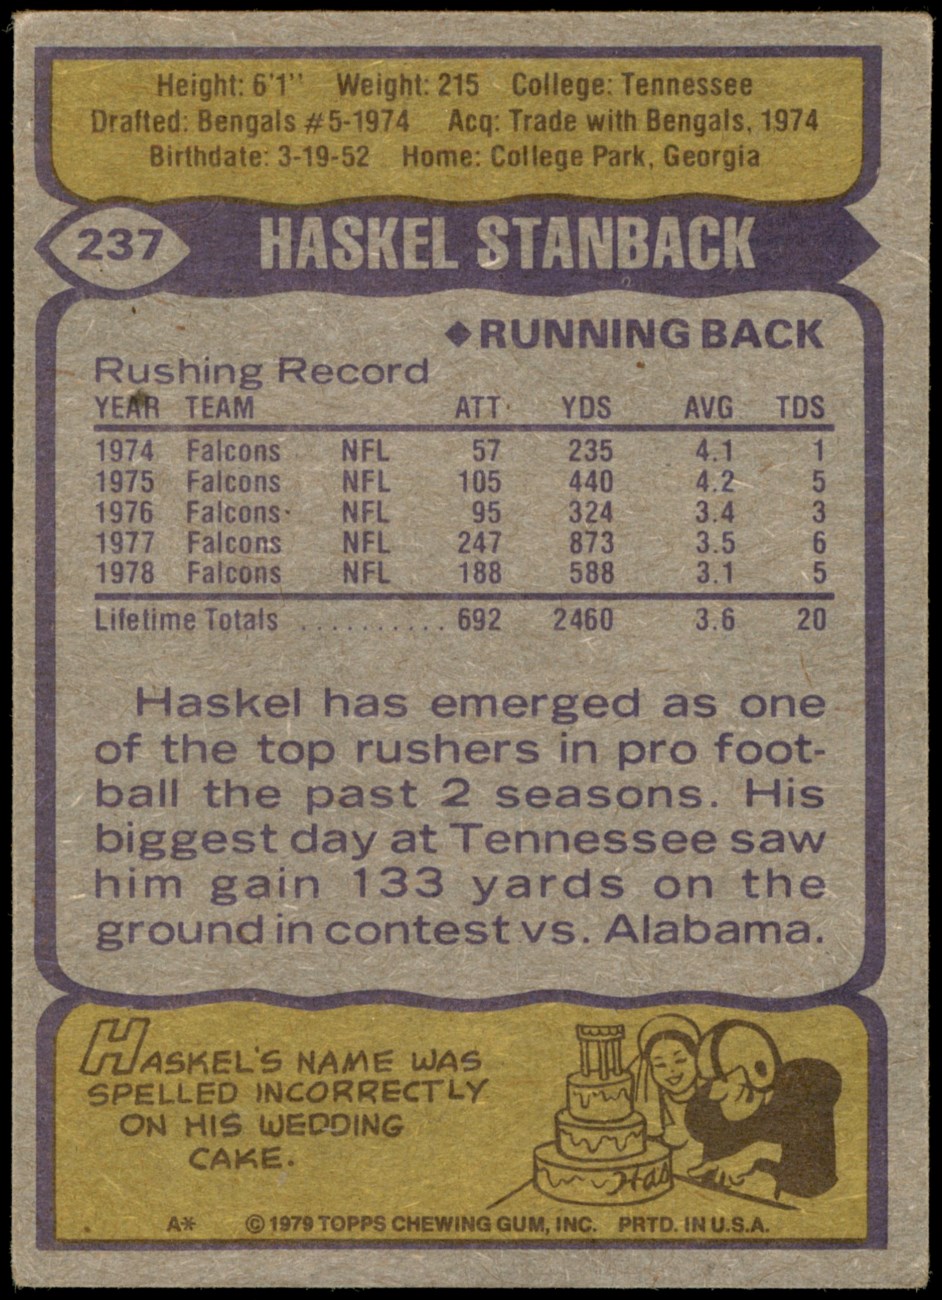 Height: 6'1" Weight: 215 College: Tennessee
Drafted: Bengals #5-1974 Acq: Trade with Bengals, 1974
Birthdate: 3-19-52 Home: College Park, Georgia
237 HASKEL STANBACK
◆RUNNING BACK
Rushing Record
YEAR TEAM ATT. YDS AVG TDS
1974 Falcons NFL 57 235 4.1 1
1975 Falcons NFL 105 440 4.2 5
1976 Falcons NFL 95 324 3.4 3
1977 Falcons NFL 247 873 3.5 6
1978 Falcons NFL 188 588 3.1 5
Lifetime Totals .......... 692 2460 3.6 20
Haskel has emerged as one
of the top rushers in pro foot-
ball the past 2 seasons. His
biggest day at Tennessee saw
him gain 133 yards on the
ground in contest vs. Alabama.
HASKEL'S NAME WAS
SPELLED INCORRECTLY
ON HIS WEDDING
CAKE.
Has
A* © 1979 TOPPS CHEWING GUM, INC. PRTD. IN U.S.A.